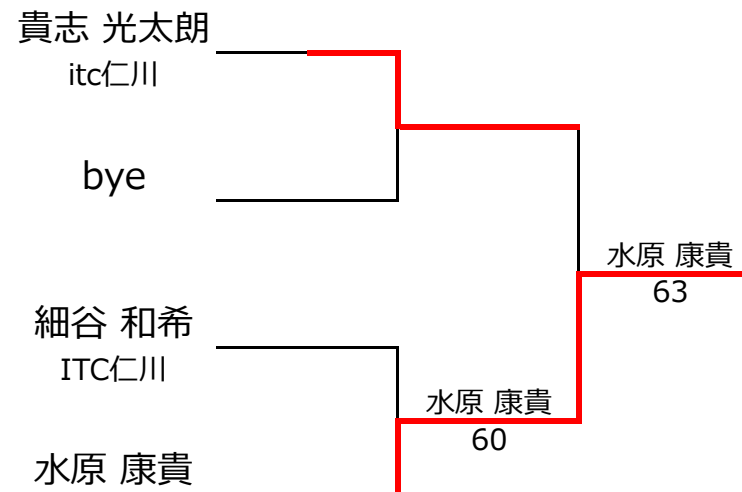 貴志 光太朗
itc仁川
bye
水原 康貴
63
細谷 和希
ITC仁川
水原 康貴
60
水原 康貴